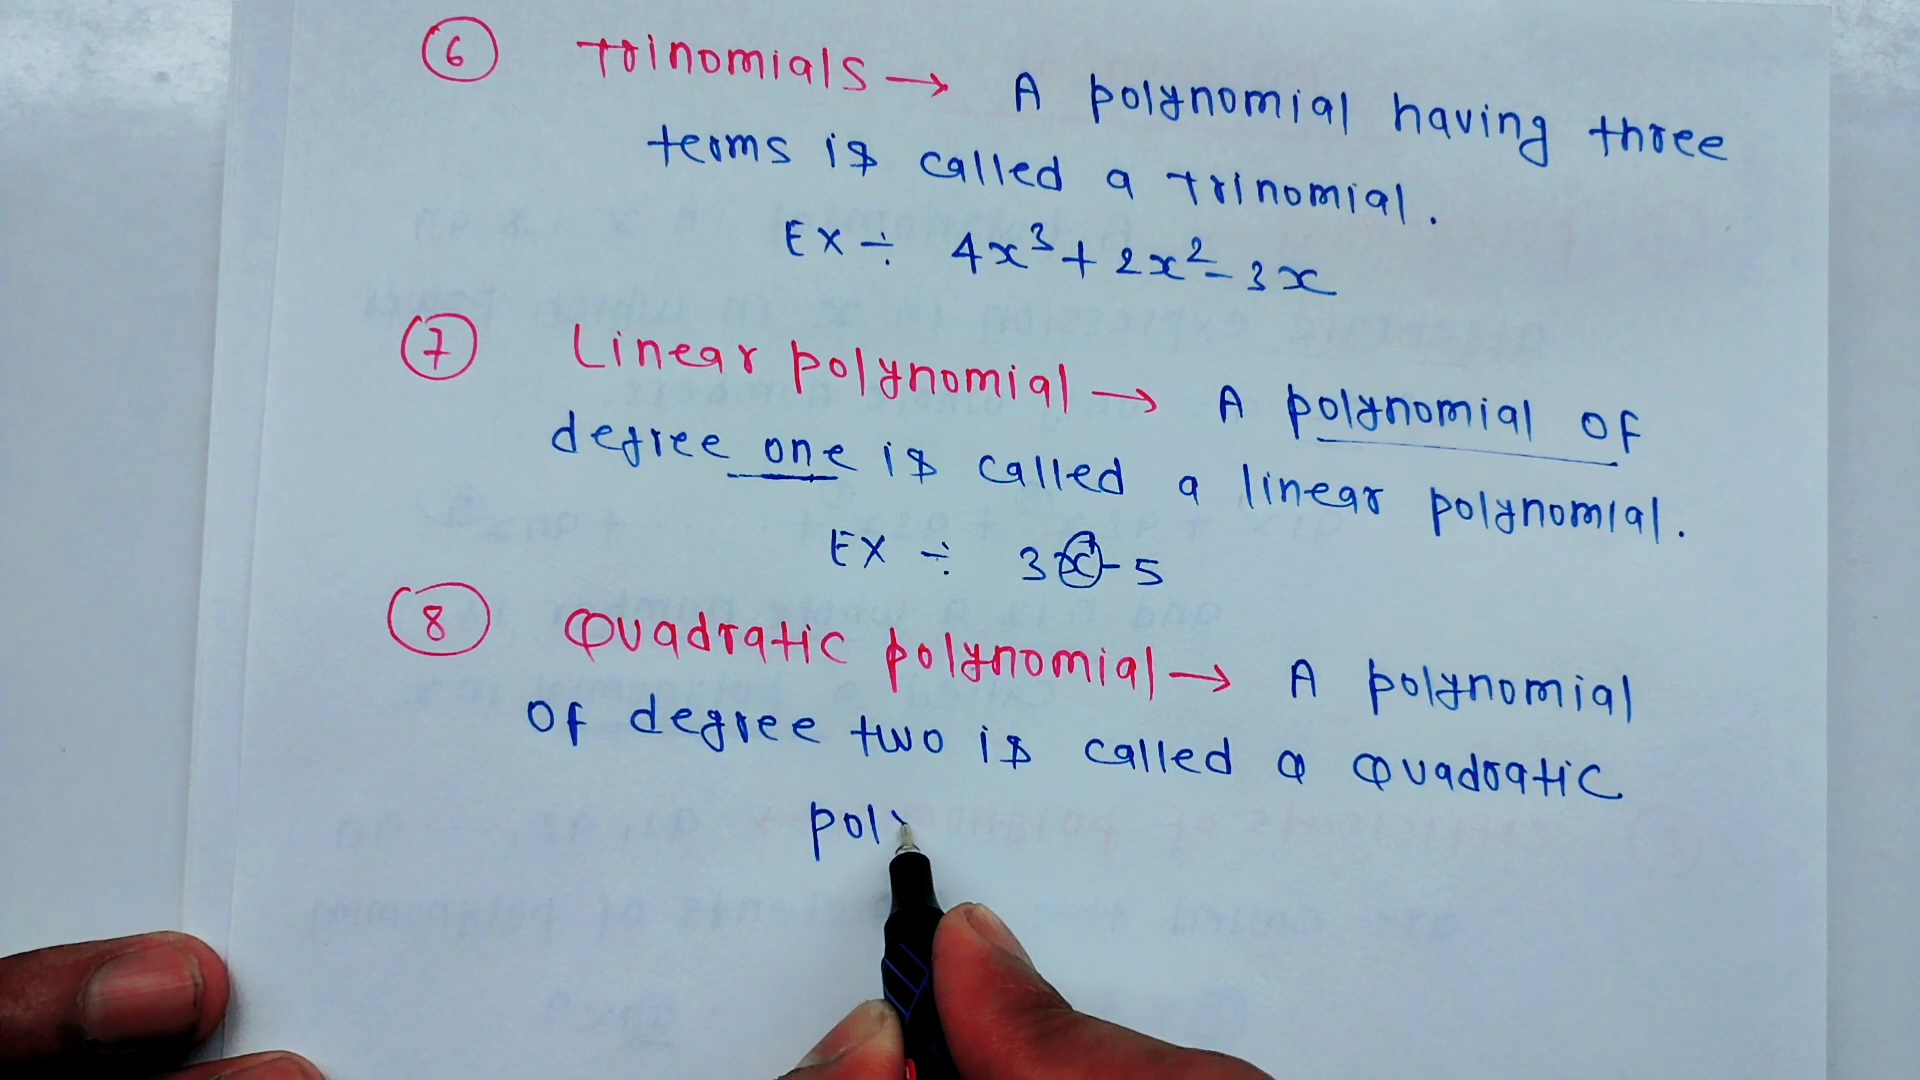 6 Trinomials → A polynomial having three
terms is called a trinomial.
EX ÷ 4x³ + 2x² - 3x
7 Linear polynomial → A polynomial of
degree one is called a linear polynomial.
EX ÷ 3x - 5
8 Quadratic polynomial → A polynomial
of degree two is called a quadratic
poly